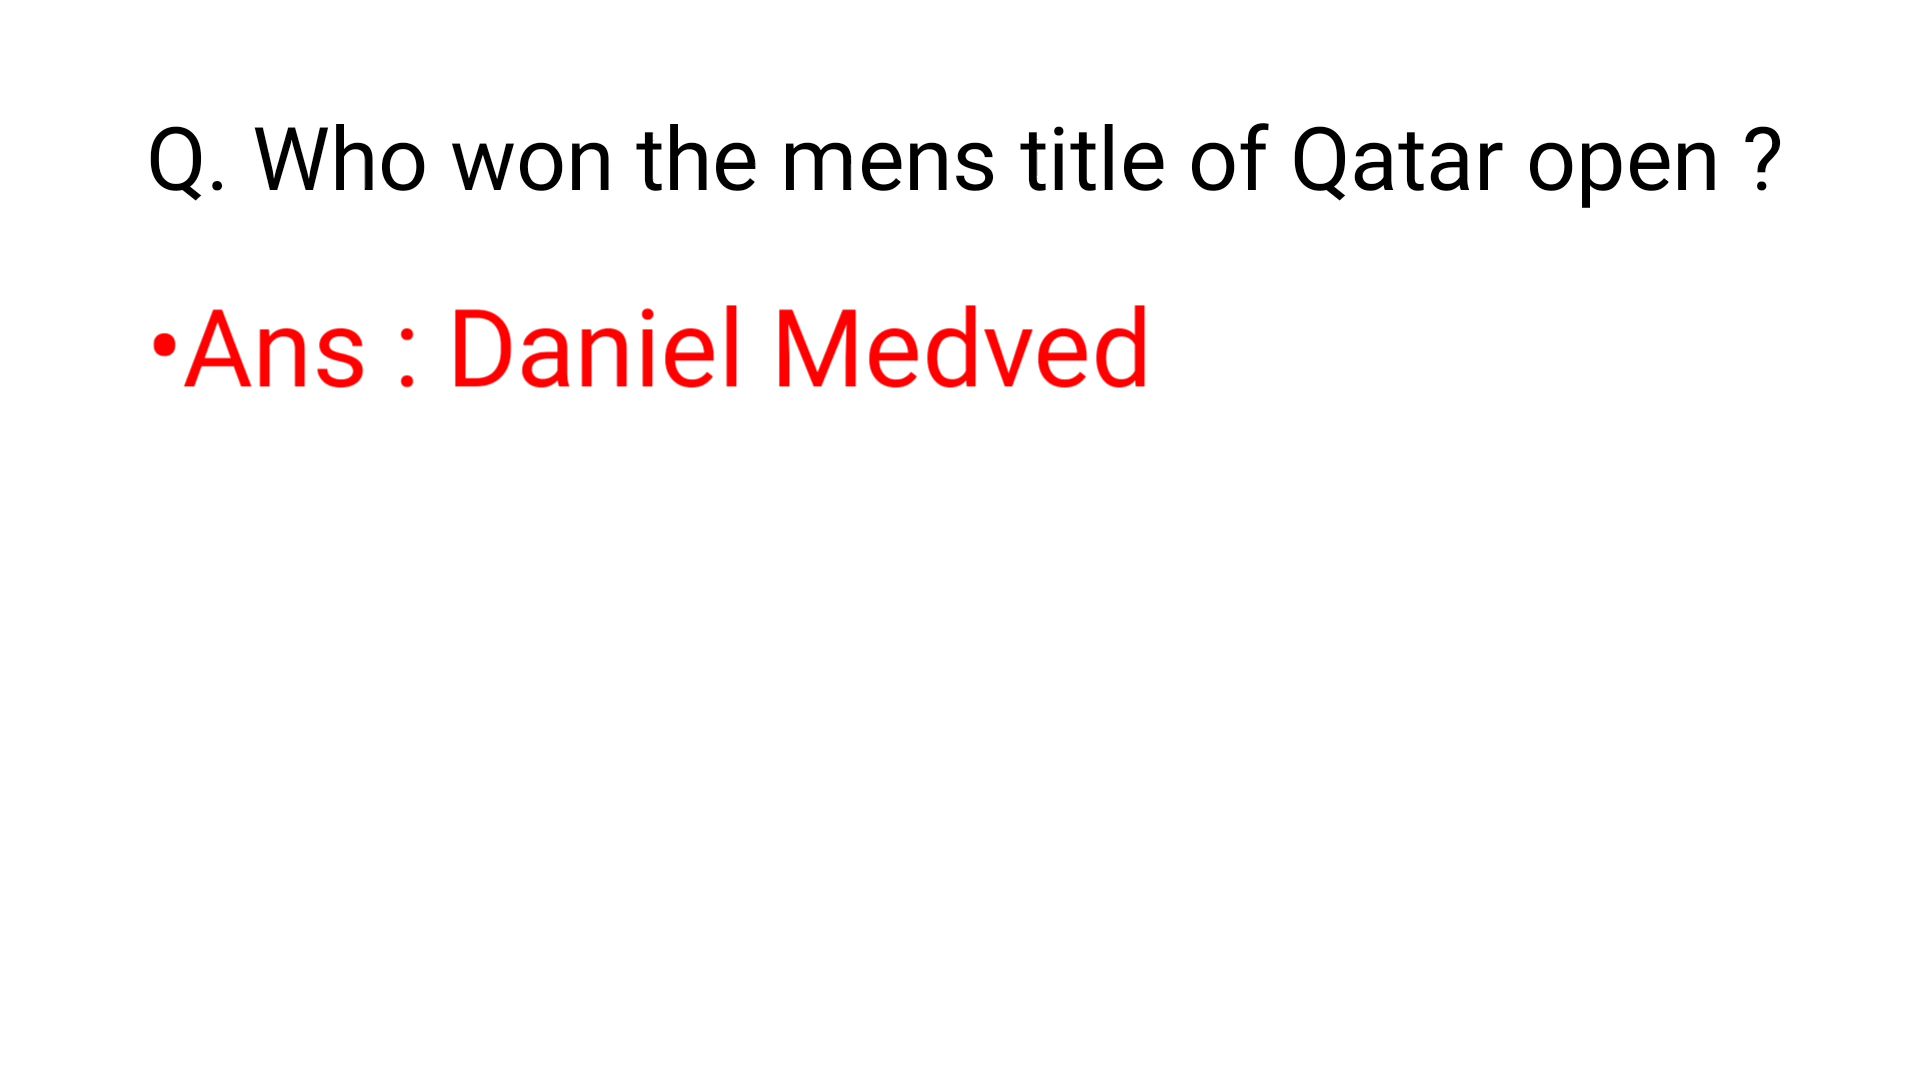 Q. Who won the mens title of Qatar open ?
•Ans : Daniel Medved